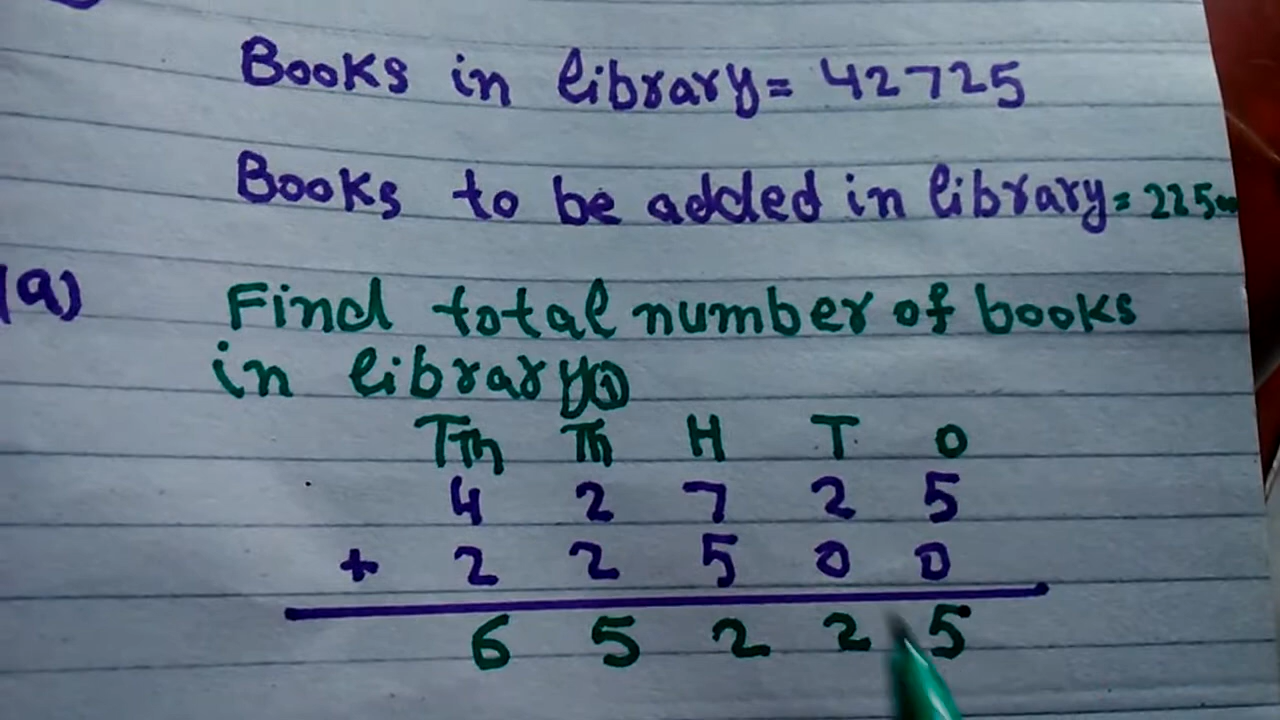 Books in library= 42725
Books to be added in library= 22500
(a) Find total number of books
in library
TTh Th H T O
4 2 7 2 5
+ 2 2 5 0 0
6 5 2 2 5